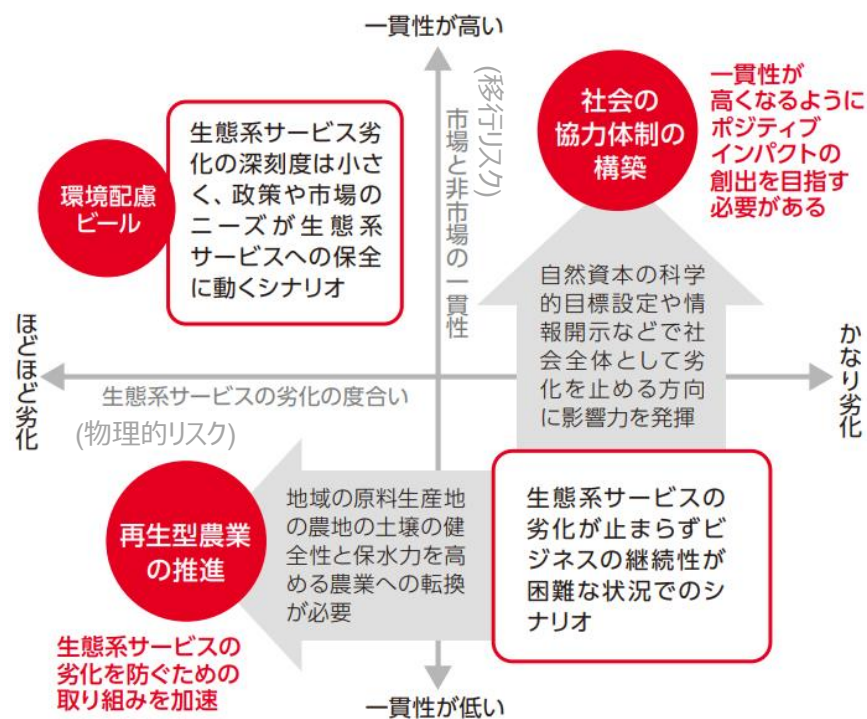 一貫性が高い
(移行リスク)
市場と非市場の一貫性
環境配慮
ビール
生態系サービス劣
化の深刻度は小さ
く、政策や市場の
ニーズが生態系
サービスへの保全
に動くシナリオ
社会の
協力体制の
構築
一貫性が
高くなるように
ポジティブ
インパクトの
創出を目指す
必要がある
自然資本の科学
的目標設定や情
報開示などで社
会全体として劣
化を止める方向
に影響力を発揮
ほどほど劣化
かなり劣化
生態系サービスの劣化の度合い
(物理的リスク)
再生型農業
の推進
地域の原料生産地
の農地の土壌の健
全性と保水力を高
める農業への転換
が必要
生態系サービスの
劣化が止まらずビ
ジネスの継続性が
困難な状況でのシ
ナリオ
生態系サービスの
劣化を防ぐための
取り組みを加速
一貫性が低い